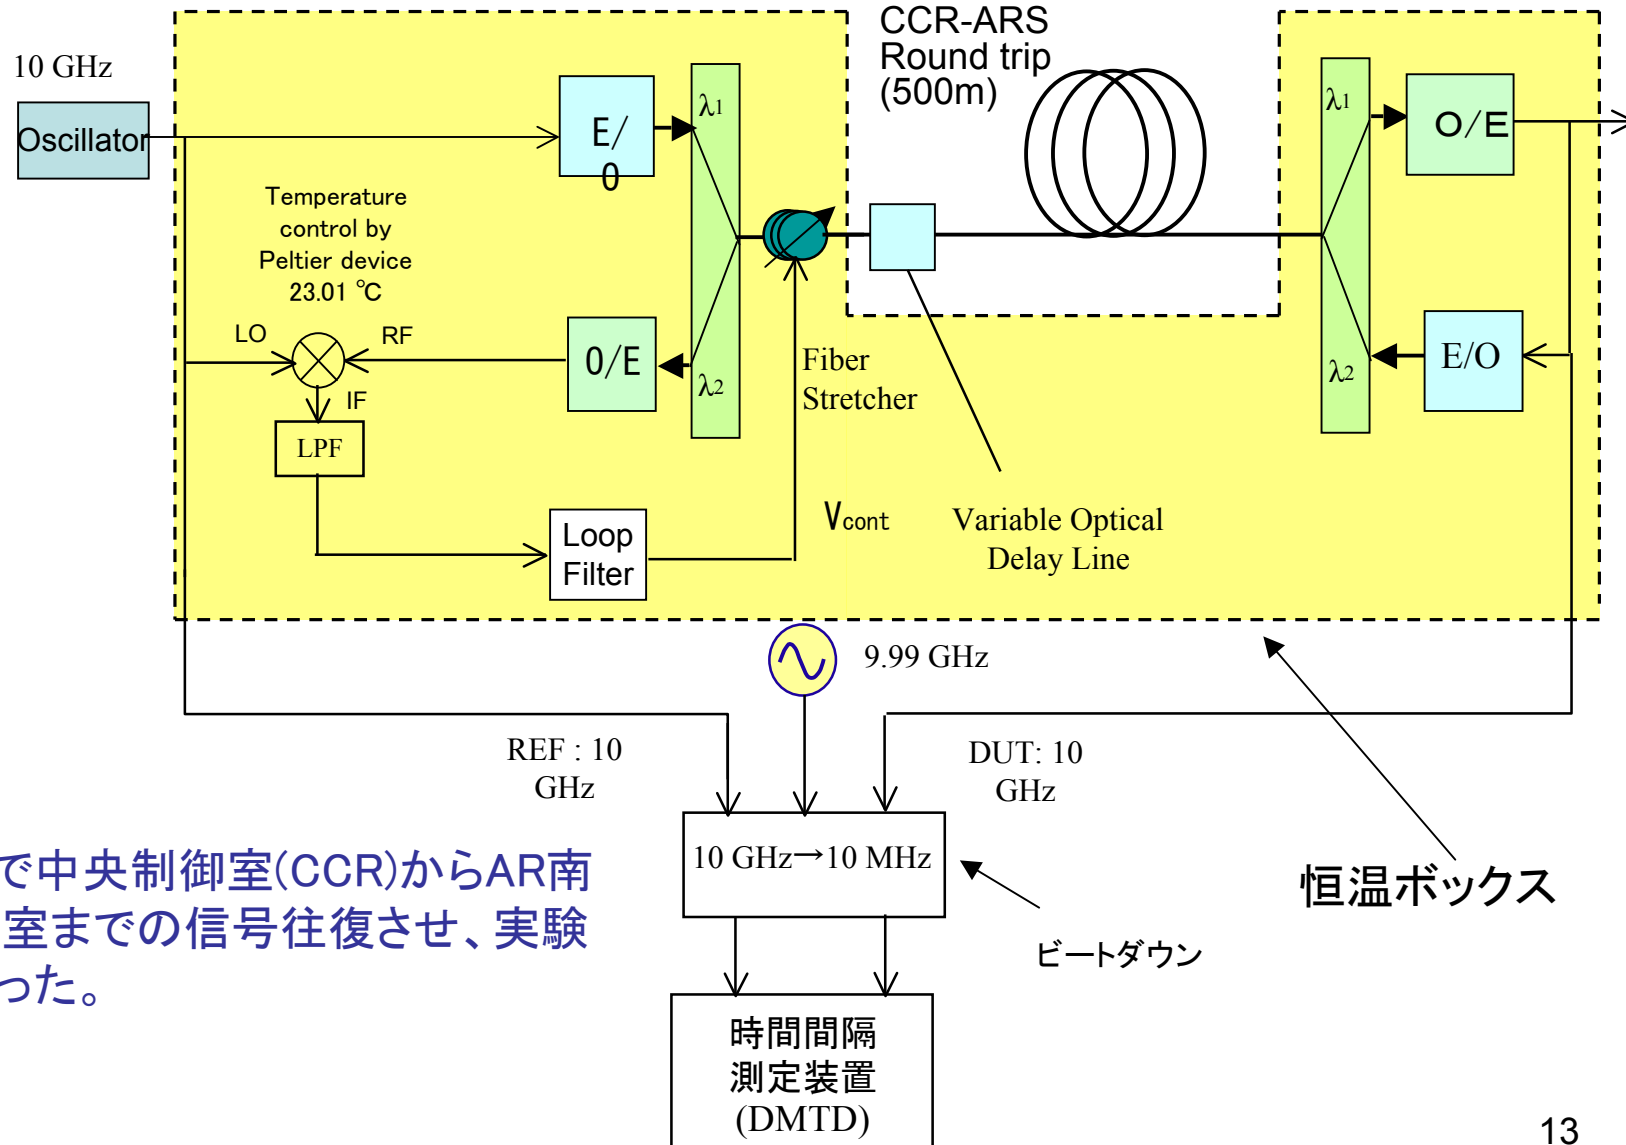 CCR-ARS
Round trip
(500m)
10 GHz
Oscillator
E/
O
λ1
λ1
O/E
Temperature
control by
Peltier device
23.01 ℃
LO
RF
IF
LPF
O/E
λ2
Fiber
Stretcher
λ2
E/O
Loop
Filter
Vcont
Variable Optical
Delay Line
9.99 GHz
REF : 10
GHz
DUT: 10
GHz
10 GHz→10 MHz
恒温ボックス
ビートダウン
で中央制御室(CCR)からAR南
室までの信号往復させ、実験
った。
時間間隔
測定装置
(DMTD)
13